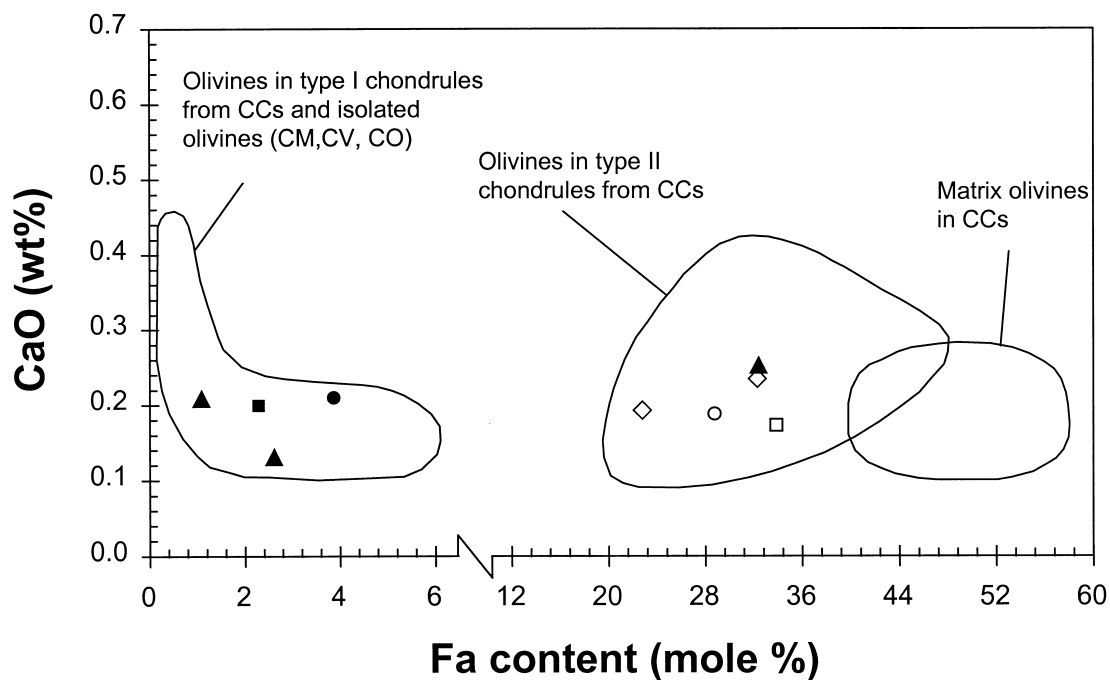 0.7
Olivines in type I chondrules
from CCs and isolated
olivines (CM,CV, CO)
0.6
0.5
Olivines in type II
chondrules from CCs
Matrix olivines
in CCs
0.4
0.3
0.2
0.1
0.0
CaO (wt%)
0 2 4 6 12 20 28 36 44 52 60
Fa content (mole %)